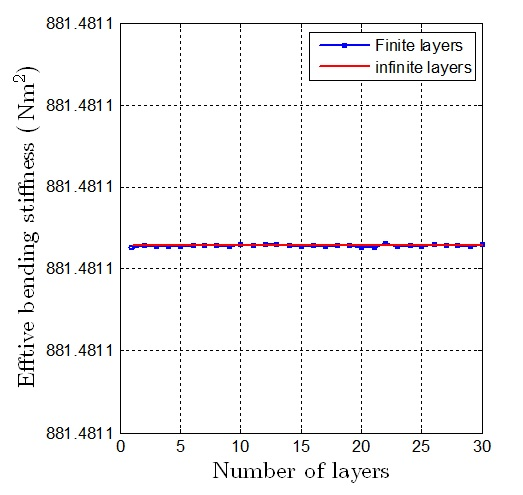 881.4811
Finite layers
infinite layers
881.4811
881.4811
881.4811
881.4811
881.4811
0 5 10 15 20 25 30
Number of layers
Efftive bending stiffness ( Nm²)